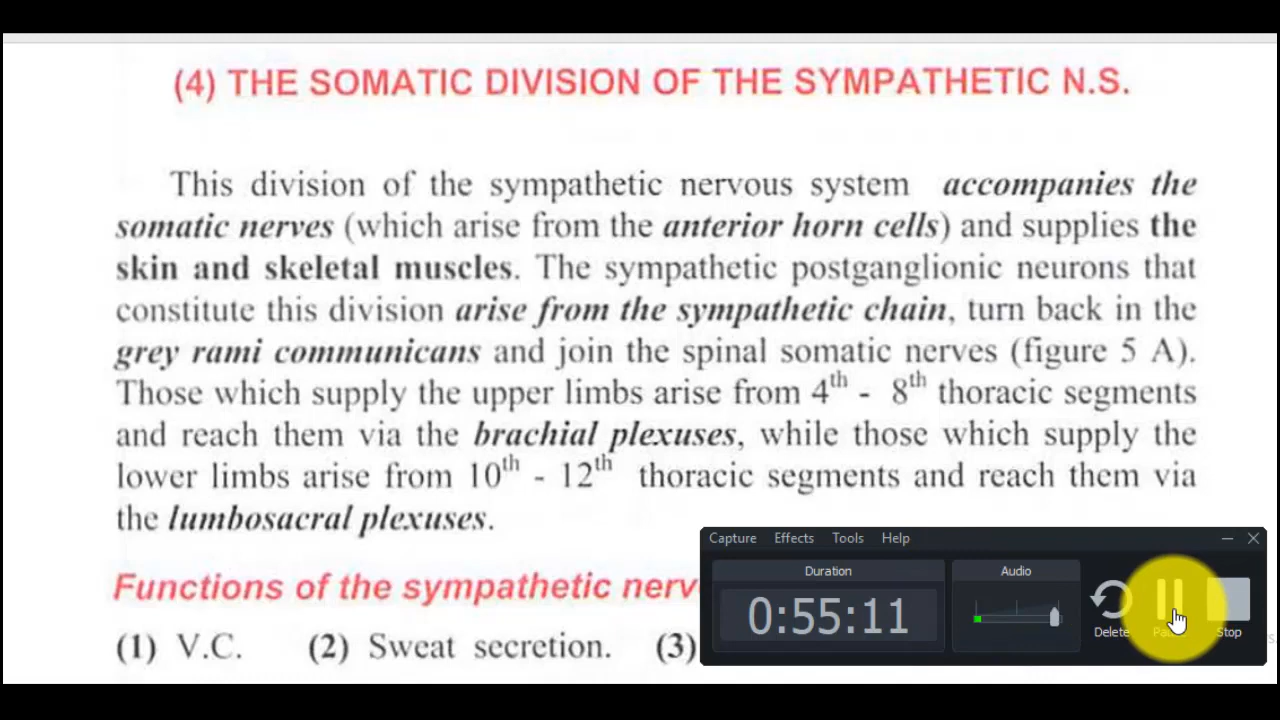 (4) THE SOMATIC DIVISION OF THE SYMPATHETIC N.S.
This division of the sympathetic nervous system accompanies the
somatic nerves (which arise from the anterior horn cells) and supplies the
skin and skeletal muscles. The sympathetic postganglionic neurons that
constitute this division arise from the sympathetic chain, turn back in the
grey rami communicans and join the spinal somatic nerves (figure 5 A).
Those which supply the upper limbs arise from 4th - 8th thoracic segments
and reach them via the brachial plexuses, while those which supply the
lower limbs arise from 10th - 12th thoracic segments and reach them via
the lumbosacral plexuses.
Functions of the sympathetic
(1) V.C. (2) Sweat secretion. (3)
Capture Effects Tools Help
Duration Audio
0:55:11
Delete Stop